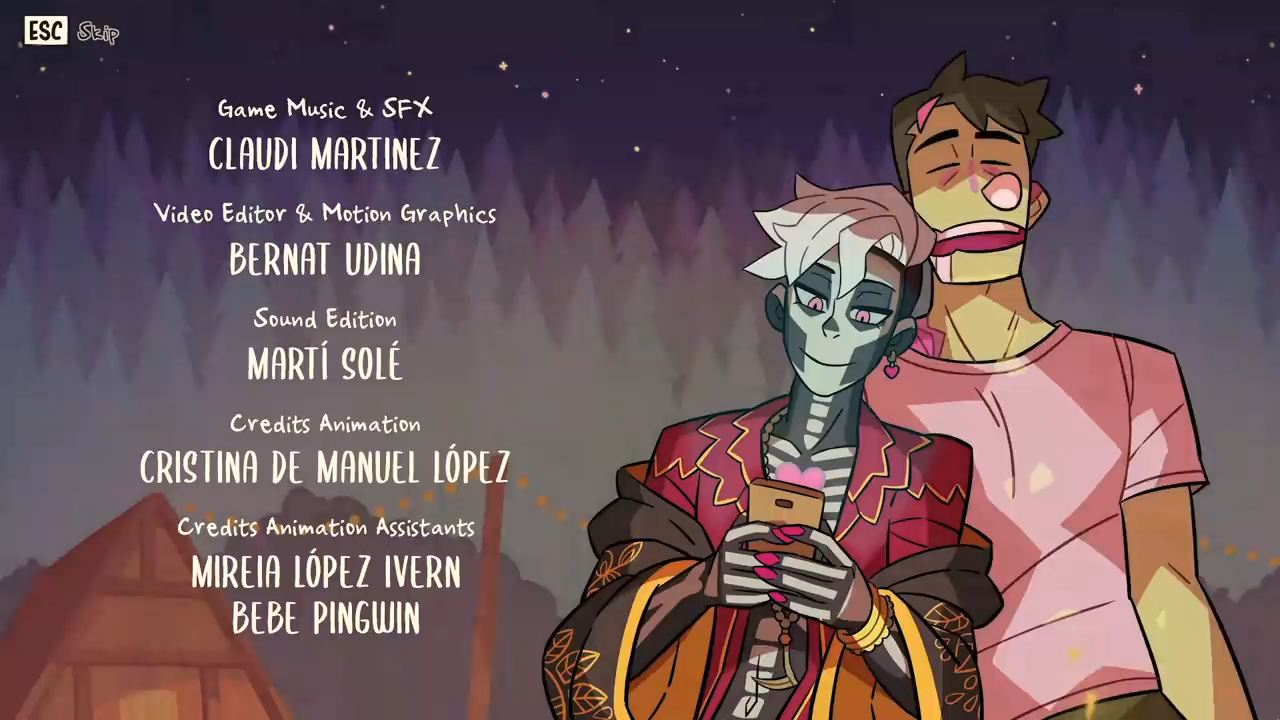 ESC Skip
Game Music & SFX
CLAUDI MARTINEZ
Video Editor & Motion Graphics
BERNAT UDINA
Sound Edition
MARTÍ SOLÉ
Credits Animation
CRISTINA DE MANUEL LÓPEZ
Credits Animation Assistants
MIREIA LÓPEZ IVERN
BEBE PINGWIN